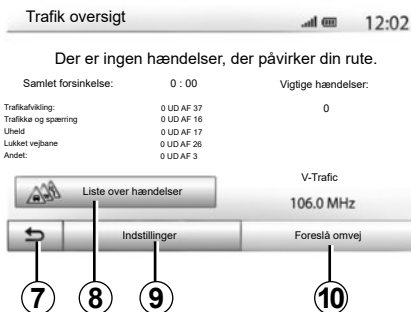 Trafik oversigt 12:02
Der er ingen hændelser, der påvirker din rute.
Samlet forsinkelse: 0 : 00 Vigtige hændelser:
Trafikafvikling: 0 UD AF 37 0
Trafikkø og spærring 0 UD AF 16
Uheld 0 UD AF 17
Lukket vejbane 0 UD AF 26
Andet: 0 UD AF 3
V-Trafic
Liste over hændelser 106.0 MHz
Indstillinger Foreslå omvej
7 8 9 10